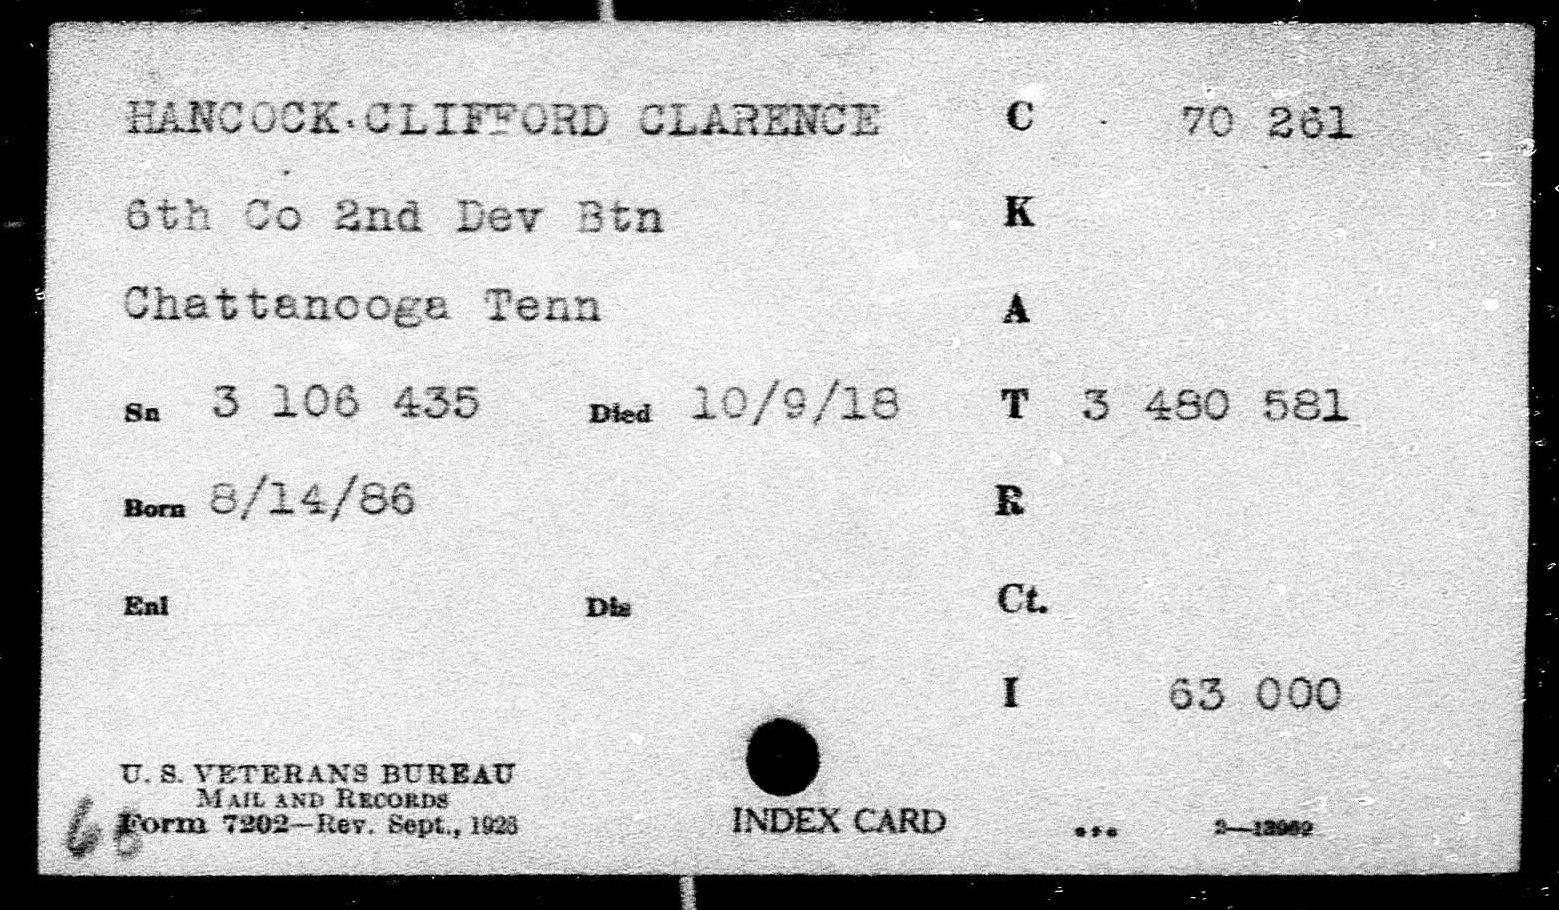 HANCOCK.CLIFFORD CLARENCE C 70 261
6th Co 2nd Dev Btn K
Chattanooga Tenn A
Sn 3 106 435 Died 10/9/18 T 3 480 581
Born 8/14/86 R
Enl Dis Ct.
I 63 000
U. S. VETERANS BUREAU
MAIL AND RECORDS
Form 7202—Rev. Sept., 1923 INDEX CARD